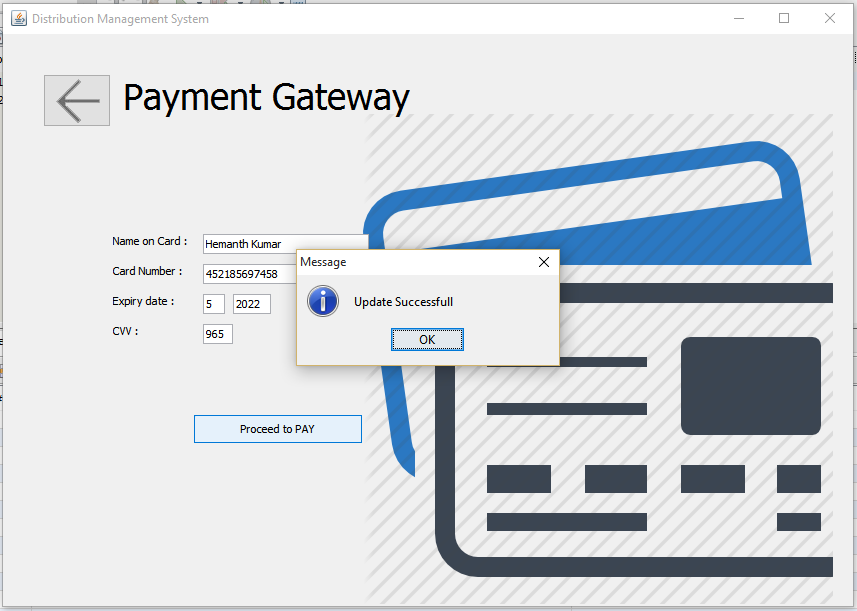 Distribution Management System
Payment Gateway
Name on Card : Hemanth Kumar
Card Number : 452185697458
Expiry date : 5 2022
CVV : 965
Message
Update Successfull
OK
Proceed to PAY